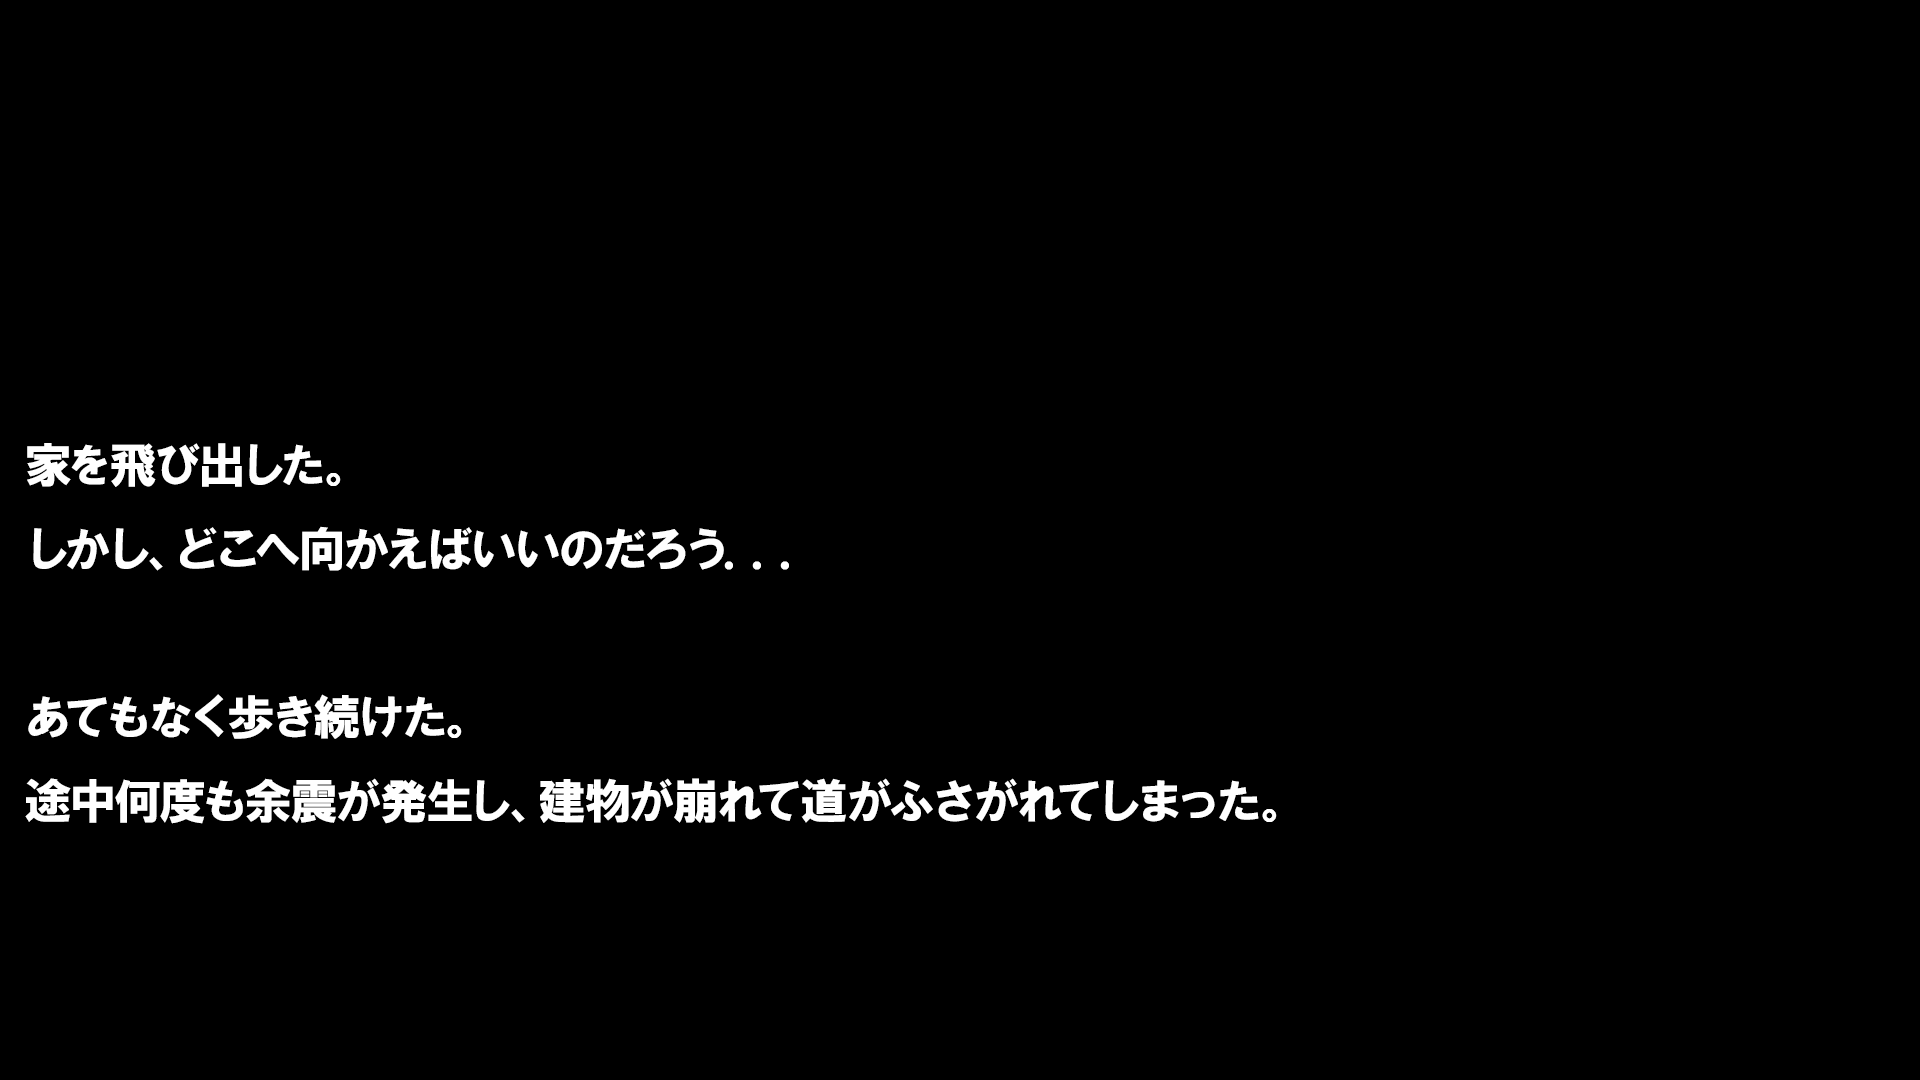 家を飛び出した。
しかし、どこへ向かえばいいのだろう...
あてもなく歩き続けた。
途中何度も余震が発生し、建物が崩れて道がふさがれてしまった。